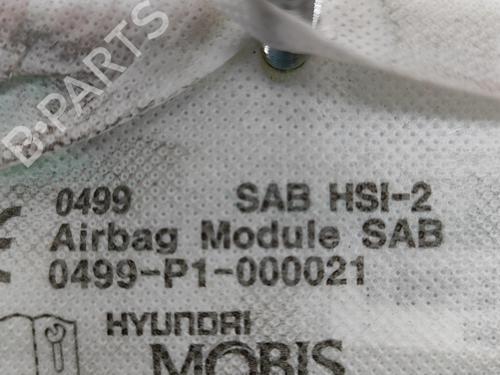 B-PARTS
0499 SAB HSI-2
Airbag Module SAB
0499-P1-000021
HYUNDAI
MOBIS